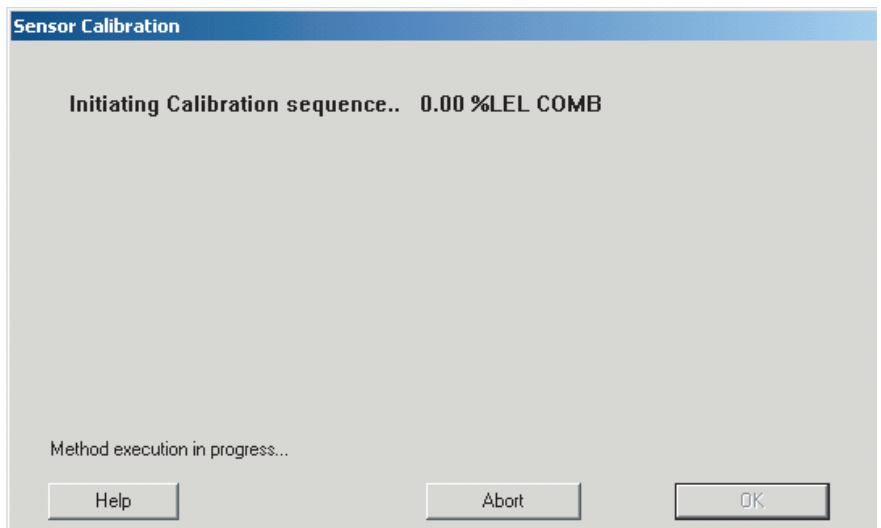 Sensor Calibration
Initiating Calibration sequence.. 0.00 %LEL COMB
Method execution in progress...
Help Abort OK